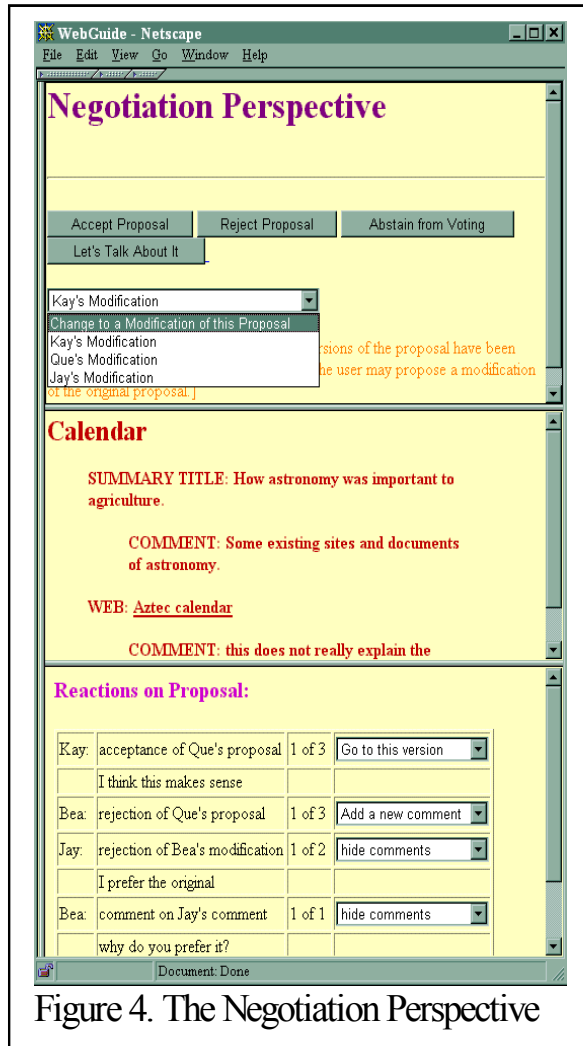 WebGuide - Netscape
File Edit View Go Window Help
Negotiation Perspective
Accept Proposal Reject Proposal Abstain from Voting
Let's Talk About It
Kay's Modification
Change to a Modification of this Proposal
Kay's Modification
Que's Modification rsions of the proposal have been
Jay's Modification he user may propose a modification
of the original proposal.]
Calendar
SUMMARY TITLE: How astronomy was important to
agriculture.
COMMENT: Some existing sites and documents
of astronomy.
WEB: Aztec calendar
COMMENT: this does not really explain the
Reactions on Proposal:
Kay: acceptance of Que's proposal 1 of 3 Go to this version
I think this makes sense
Bea: rejection of Que's proposal 1 of 3 Add a new comment
Jay: rejection of Bea's modification 1 of 2 hide comments
I prefer the original
Bea: comment on Jay's comment 1 of 1 hide comments
why do you prefer it?
Document: Done
Figure 4. The Negotiation Perspective